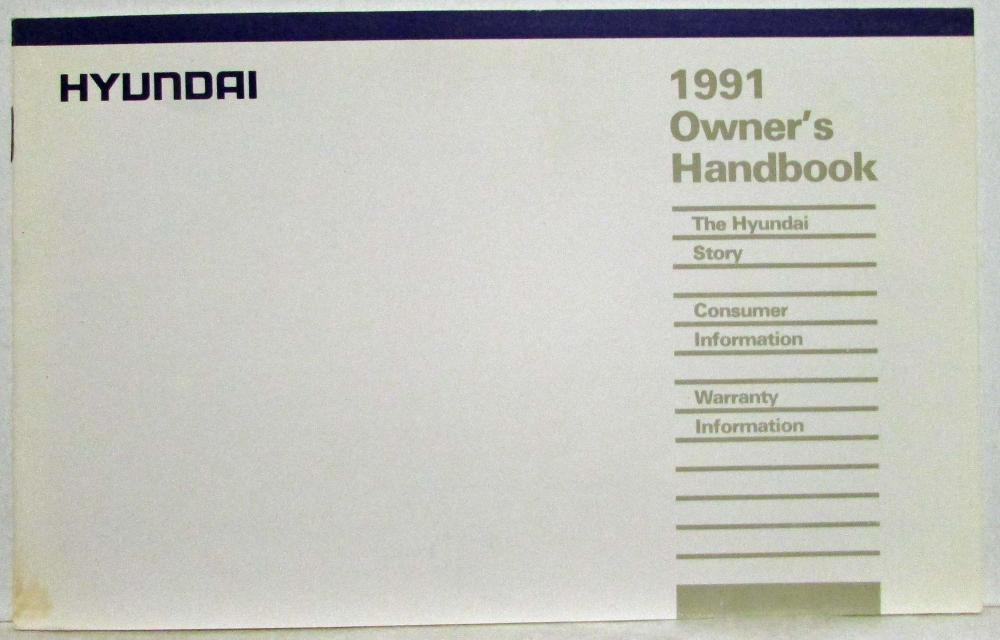 HYUNDAI
1991
Owner's
Handbook
The Hyundai
Story
Consumer
Information
Warranty
Information